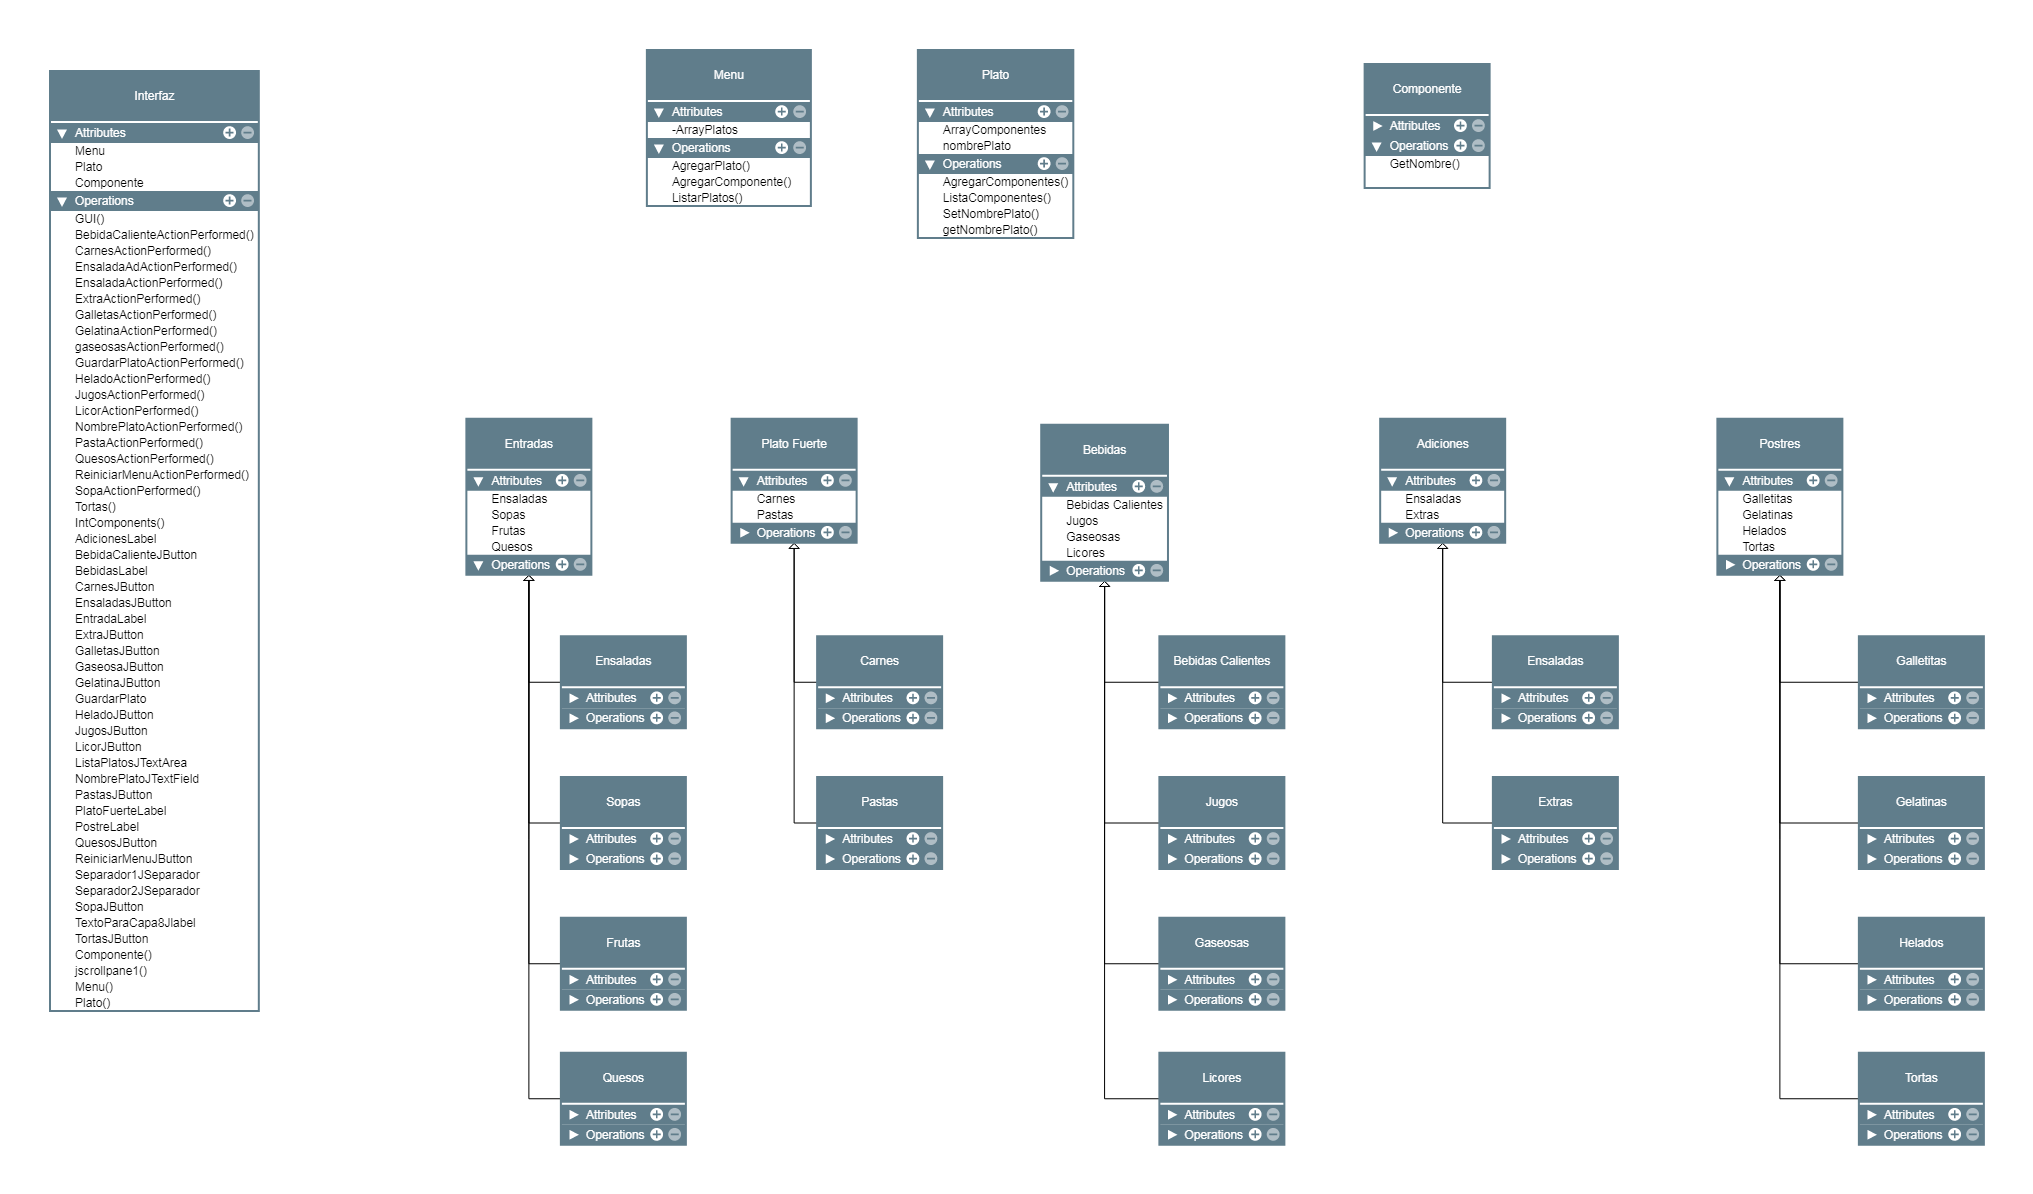 Interfaz
Attributes
Menu
Plato
Componente
Operations
GUI()
BebidaCalienteActionPerformed()
CarnesActionPerformed()
EnsaladaAdActionPerformed()
EnsaladaActionPerformed()
ExtraActionPerformed()
GalletasActionPerformed()
GelatinaActionPerformed()
gaseosasActionPerformed()
GuardarPlatoActionPerformed()
HeladoActionPerformed()
JugosActionPerformed()
LicorActionPerformed()
NombrePlatoActionPerformed()
PastaActionPerformed()
QuesosActionPerformed()
ReiniciarMenuActionPerformed()
SopaActionPerformed()
Tortas()
IntComponents()
AdicionesLabel
BebidaCalienteJButton
BebidasLabel
CarnesJButton
EnsaladasJButton
EntradaLabel
ExtraJButton
GalletasJButton
GaseosaJButton
GelatinaJButton
GuardarPlato
HeladoJButton
JugosJButton
LicorJButton
ListaPlatosJTextArea
NombrePlatoJTextField
PastasJButton
PlatoFuerteLabel
PostreLabel
QuesosJButton
ReiniciarMenuJButton
Separador1JSeparador
Separador2JSeparador
SopaJButton
TextoParaCapa8Jlabel
TortasJButton
Componente()
jscrollpane1()
Menu()
Plato()
Menu
Attributes
-ArrayPlatos
Operations
AgregarPlato()
AgregarComponente()
ListarPlatos()
Plato
Attributes
ArrayComponentes
nombrePlato
Operations
AgregarComponentes()
ListaComponentes()
SetNombrePlato()
getNombrePlato()
Componente
Attributes
Operations
GetNombre()
Entradas
Attributes
Ensaladas
Sopas
Frutas
Quesos
Operations
Ensaladas
Attributes
Operations
Sopas
Attributes
Operations
Frutas
Attributes
Operations
Quesos
Attributes
Operations
Plato Fuerte
Attributes
Carnes
Pastas
Operations
Carnes
Attributes
Operations
Pastas
Attributes
Operations
Bebidas
Attributes
Bebidas Calientes
Jugos
Gaseosas
Licores
Operations
Bebidas Calientes
Attributes
Operations
Jugos
Attributes
Operations
Gaseosas
Attributes
Operations
Licores
Attributes
Operations
Adiciones
Attributes
Ensaladas
Extras
Operations
Ensaladas
Attributes
Operations
Extras
Attributes
Operations
Postres
Attributes
Galletitas
Gelatinas
Helados
Tortas
Operations
Galletitas
Attributes
Operations
Gelatinas
Attributes
Operations
Helados
Attributes
Operations
Tortas
Attributes
Operations